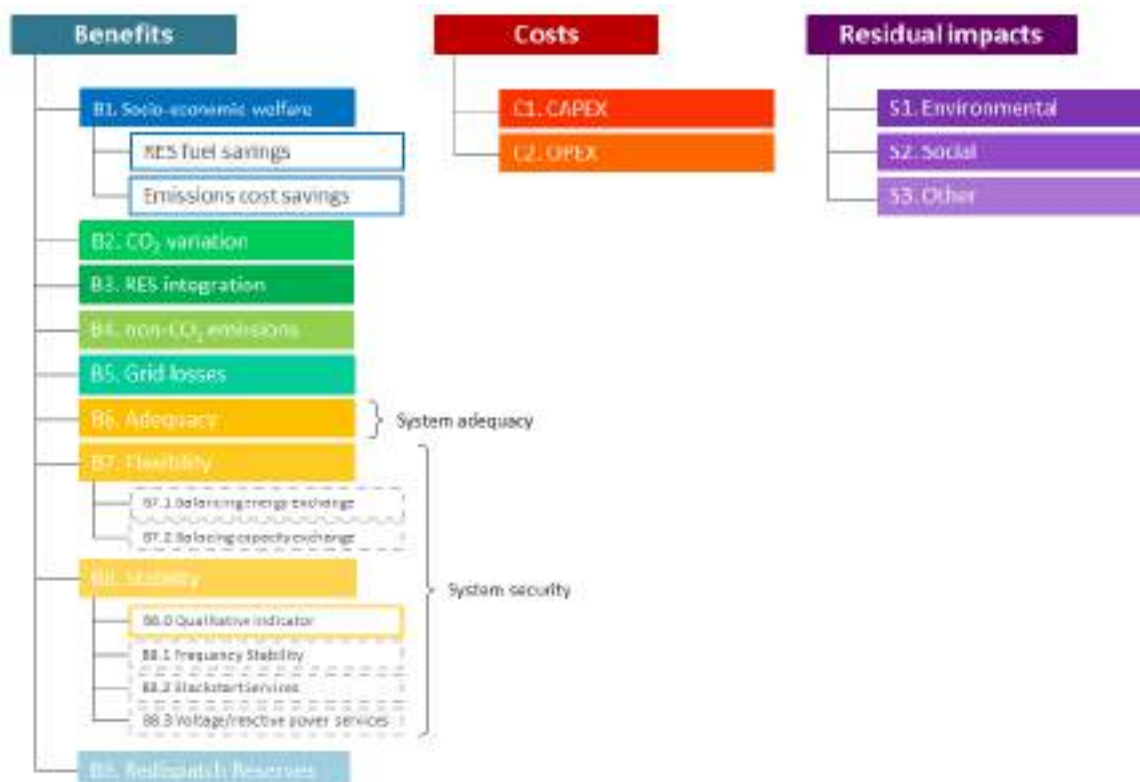 Benefits
B1. Socio-economic welfare
RES fuel savings
Emissions cost savings
B2. CO₂ variation
B3. RES integration
B4. non-CO₂ emissions
B5. Grid losses
B6. Adequacy
System adequacy
B7. Flexibility
B7.1 Balancing energy exchange
B7.2 Balacing capacity exchange
B8. Stability
System security
B8.0 Qualitative indicator
B8.1 Frequency Stability
B8.2 Blackstart Services
B8.3 Voltage/reactive power services
B9. Redispatch Reserves
Costs
C1. CAPEX
C2. OPEX
Residual impacts
S1. Environmental
S2. Social
S3. Other